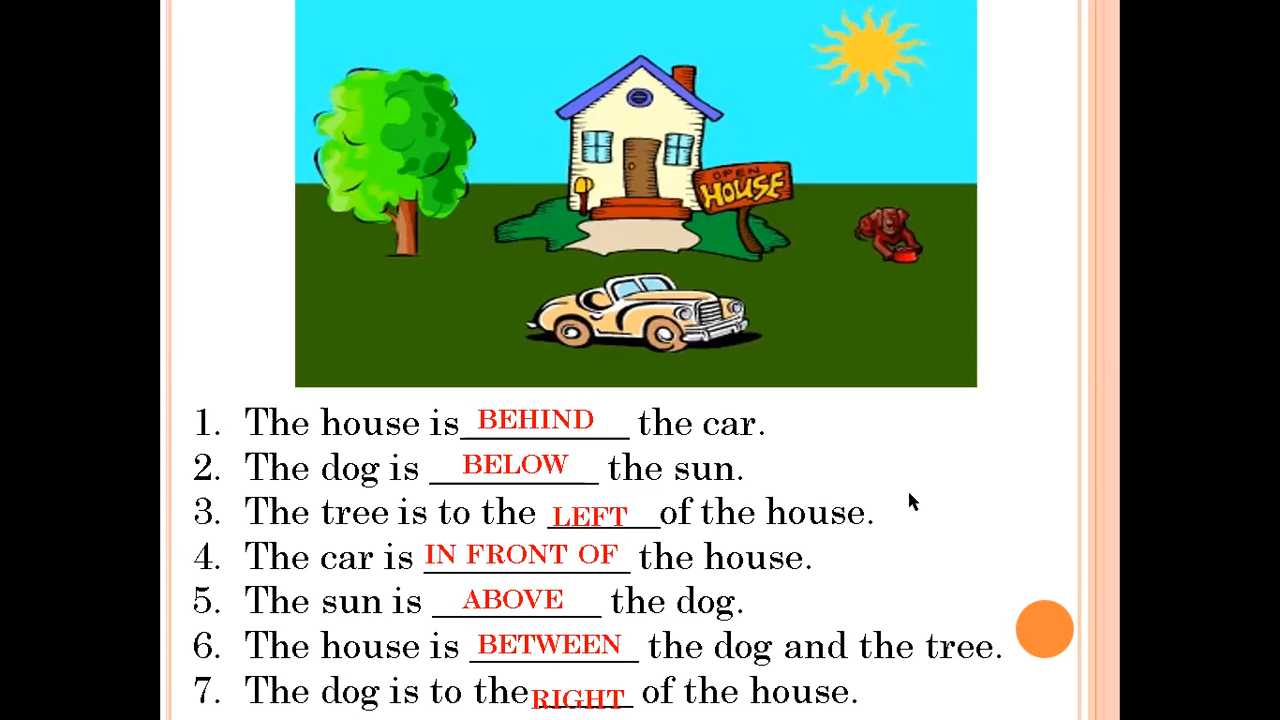 OPEN
HOUSE
1. The house is BEHIND the car.
2. The dog is BELOW the sun.
3. The tree is to the LEFT of the house.
4. The car is IN FRONT OF the house.
5. The sun is ABOVE the dog.
6. The house is BETWEEN the dog and the tree.
7. The dog is to the RIGHT of the house.